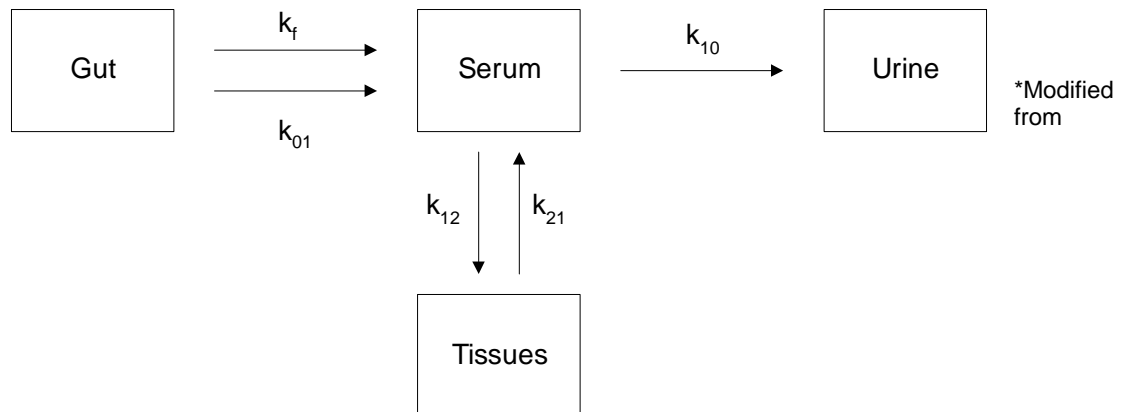 Gut
k_f
k_01
Serum
k_10
Urine
*Modified
from
k_12
k_21
Tissues